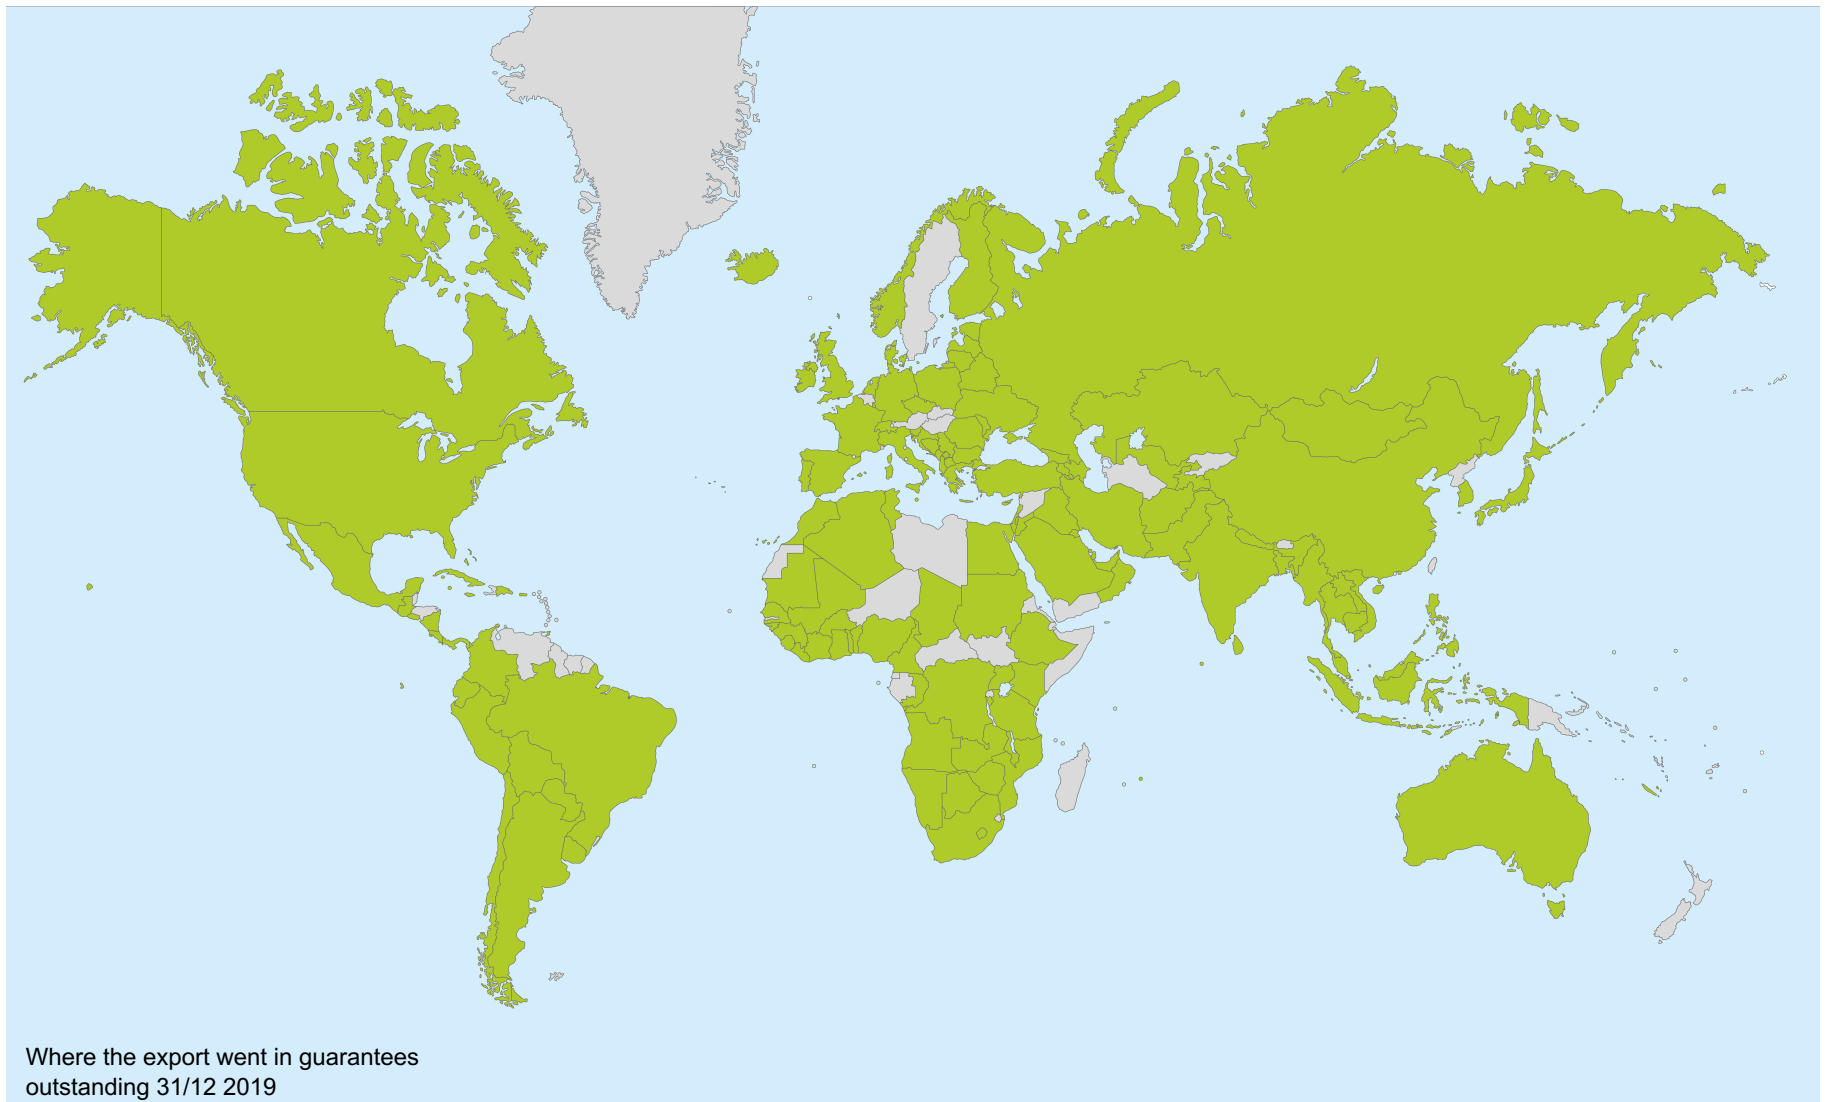 Where the export went in guarantees
outstanding 31/12 2019